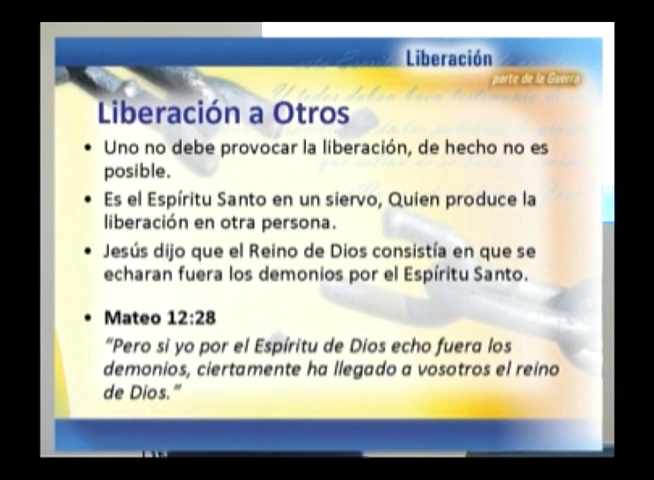 Liberación
parte de la Guerra
Liberación a Otros
• Uno no debe provocar la liberación, de hecho no es
posible.
• Es el Espíritu Santo en un siervo, Quien produce la
liberación en otra persona.
• Jesús dijo que el Reino de Dios consistía en que se
echaran fuera los demonios por el Espíritu Santo.
• Mateo 12:28
"Pero si yo por el Espíritu de Dios echo fuera los
demonios, ciertamente ha llegado a vosotros el reino
de Dios."